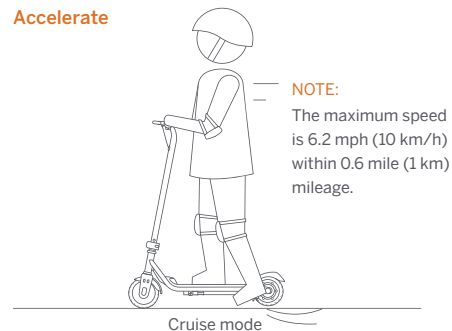 Accelerate
NOTE:
The maximum speed
is 6.2 mph (10 km/h)
within 0.6 mile (1 km)
mileage.
Cruise mode